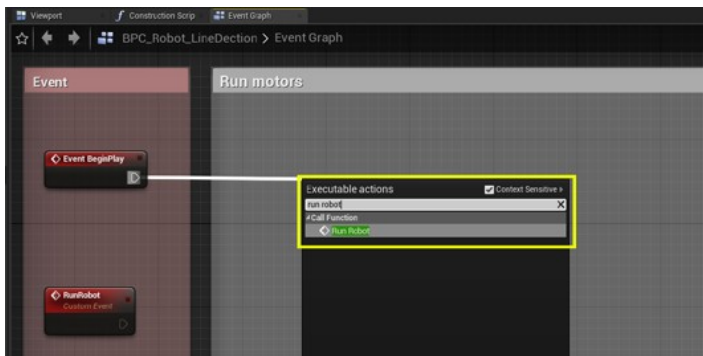 Viewport
Construction Scrip
Event Graph
BPC_Robot_LineDection > Event Graph
Event
Run motors
Event BeginPlay
Executable actions
Context Sensitive
run robot
Call Function
Run Robot
RunRobot
Custom Event